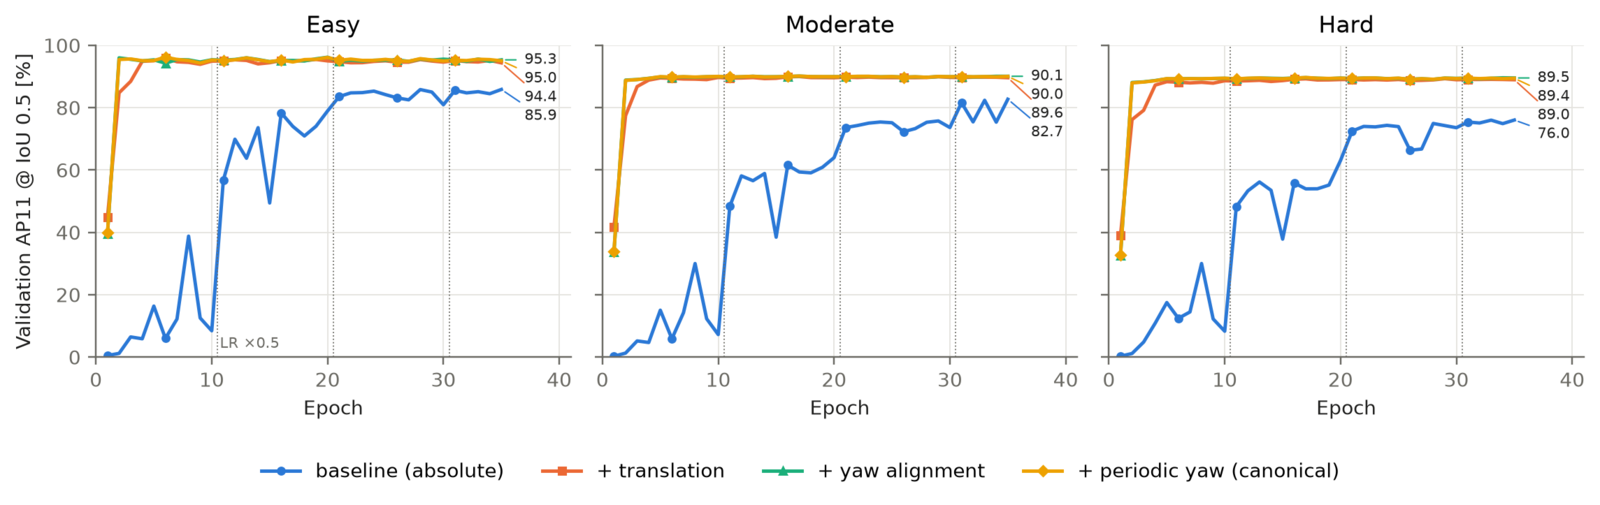 Easy
Moderate
Hard
Validation AP11 @ IoU 0.5 [%]
100
80
60
40
20
0
95.3
95.0
94.4
85.9
LR ×0.5
0 10 20 30 40
Epoch
90.1
90.0
89.6
82.7
0 10 20 30 40
Epoch
89.5
89.4
89.0
76.0
0 10 20 30 40
Epoch
baseline (absolute) + translation + yaw alignment + periodic yaw (canonical)